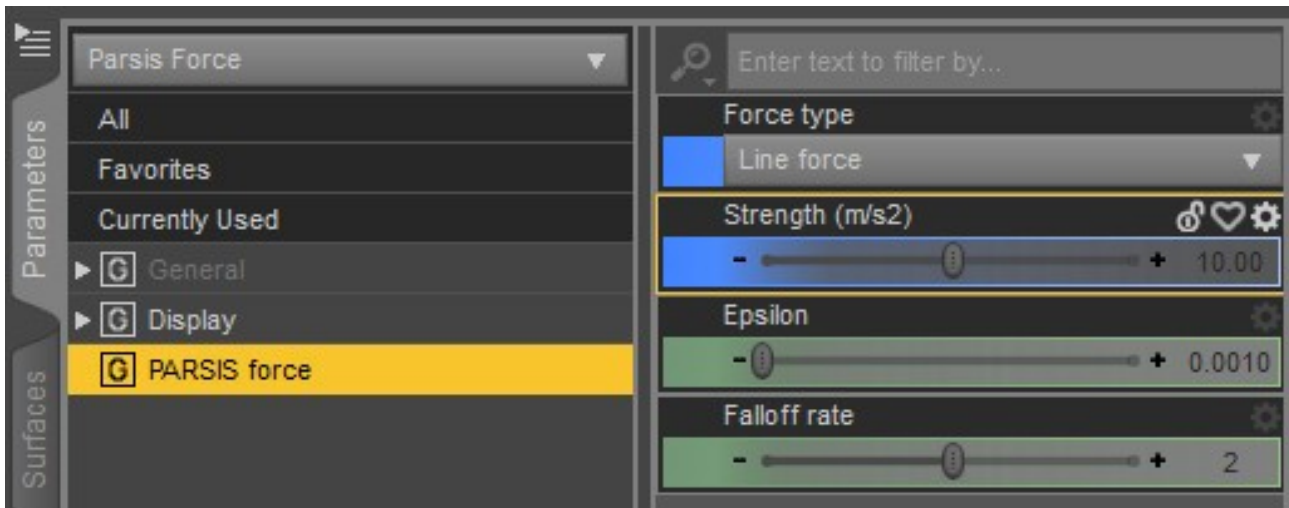 Parameters
Surfaces
Parsis Force
All
Favorites
Currently Used
G General
G Display
G PARSIS force
Enter text to filter by...
Force type
Line force
Strength (m/s2)
- + 10.00
Epsilon
- + 0.0010
Falloff rate
- + 2